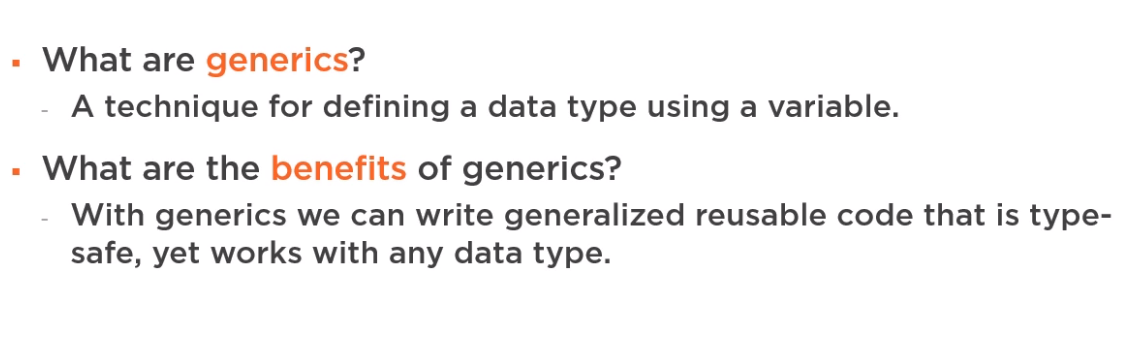 ▪ What are generics?
- A technique for defining a data type using a variable.
▪ What are the benefits of generics?
- With generics we can write generalized reusable code that is type-
safe, yet works with any data type.